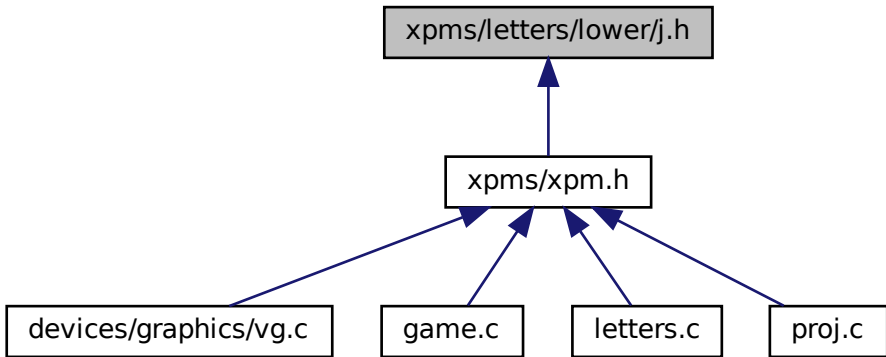 xpms/letters/lower/j.h
xpms/xpm.h
devices/graphics/vg.c
game.c
letters.c
proj.c